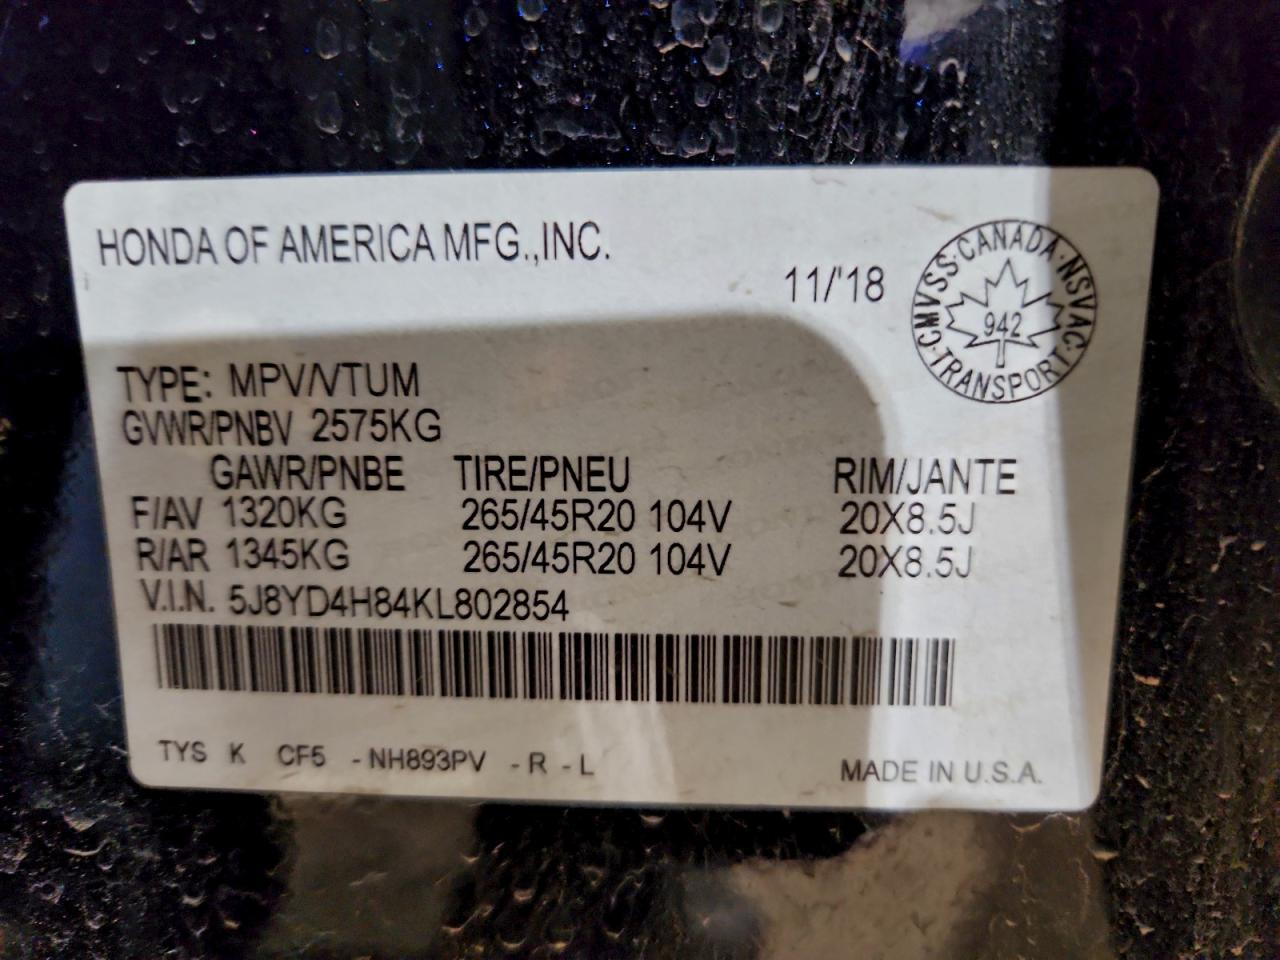 HONDA OF AMERICA MFG.,INC.
11/'18
·CMVSS·CANADA·NSVAC·TRANSPORT
942
TYPE: MPV/VTUM
GVWR/PNBV 2575KG
GAWR/PNBE TIRE/PNEU RIM/JANTE
F/AV 1320KG 265/45R20 104V 20X8.5J
R/AR 1345KG 265/45R20 104V 20X8.5J
V.I.N. 5J8YD4H84KL802854
TYS K CF5 -NH893PV -R -L
MADE IN U.S.A.